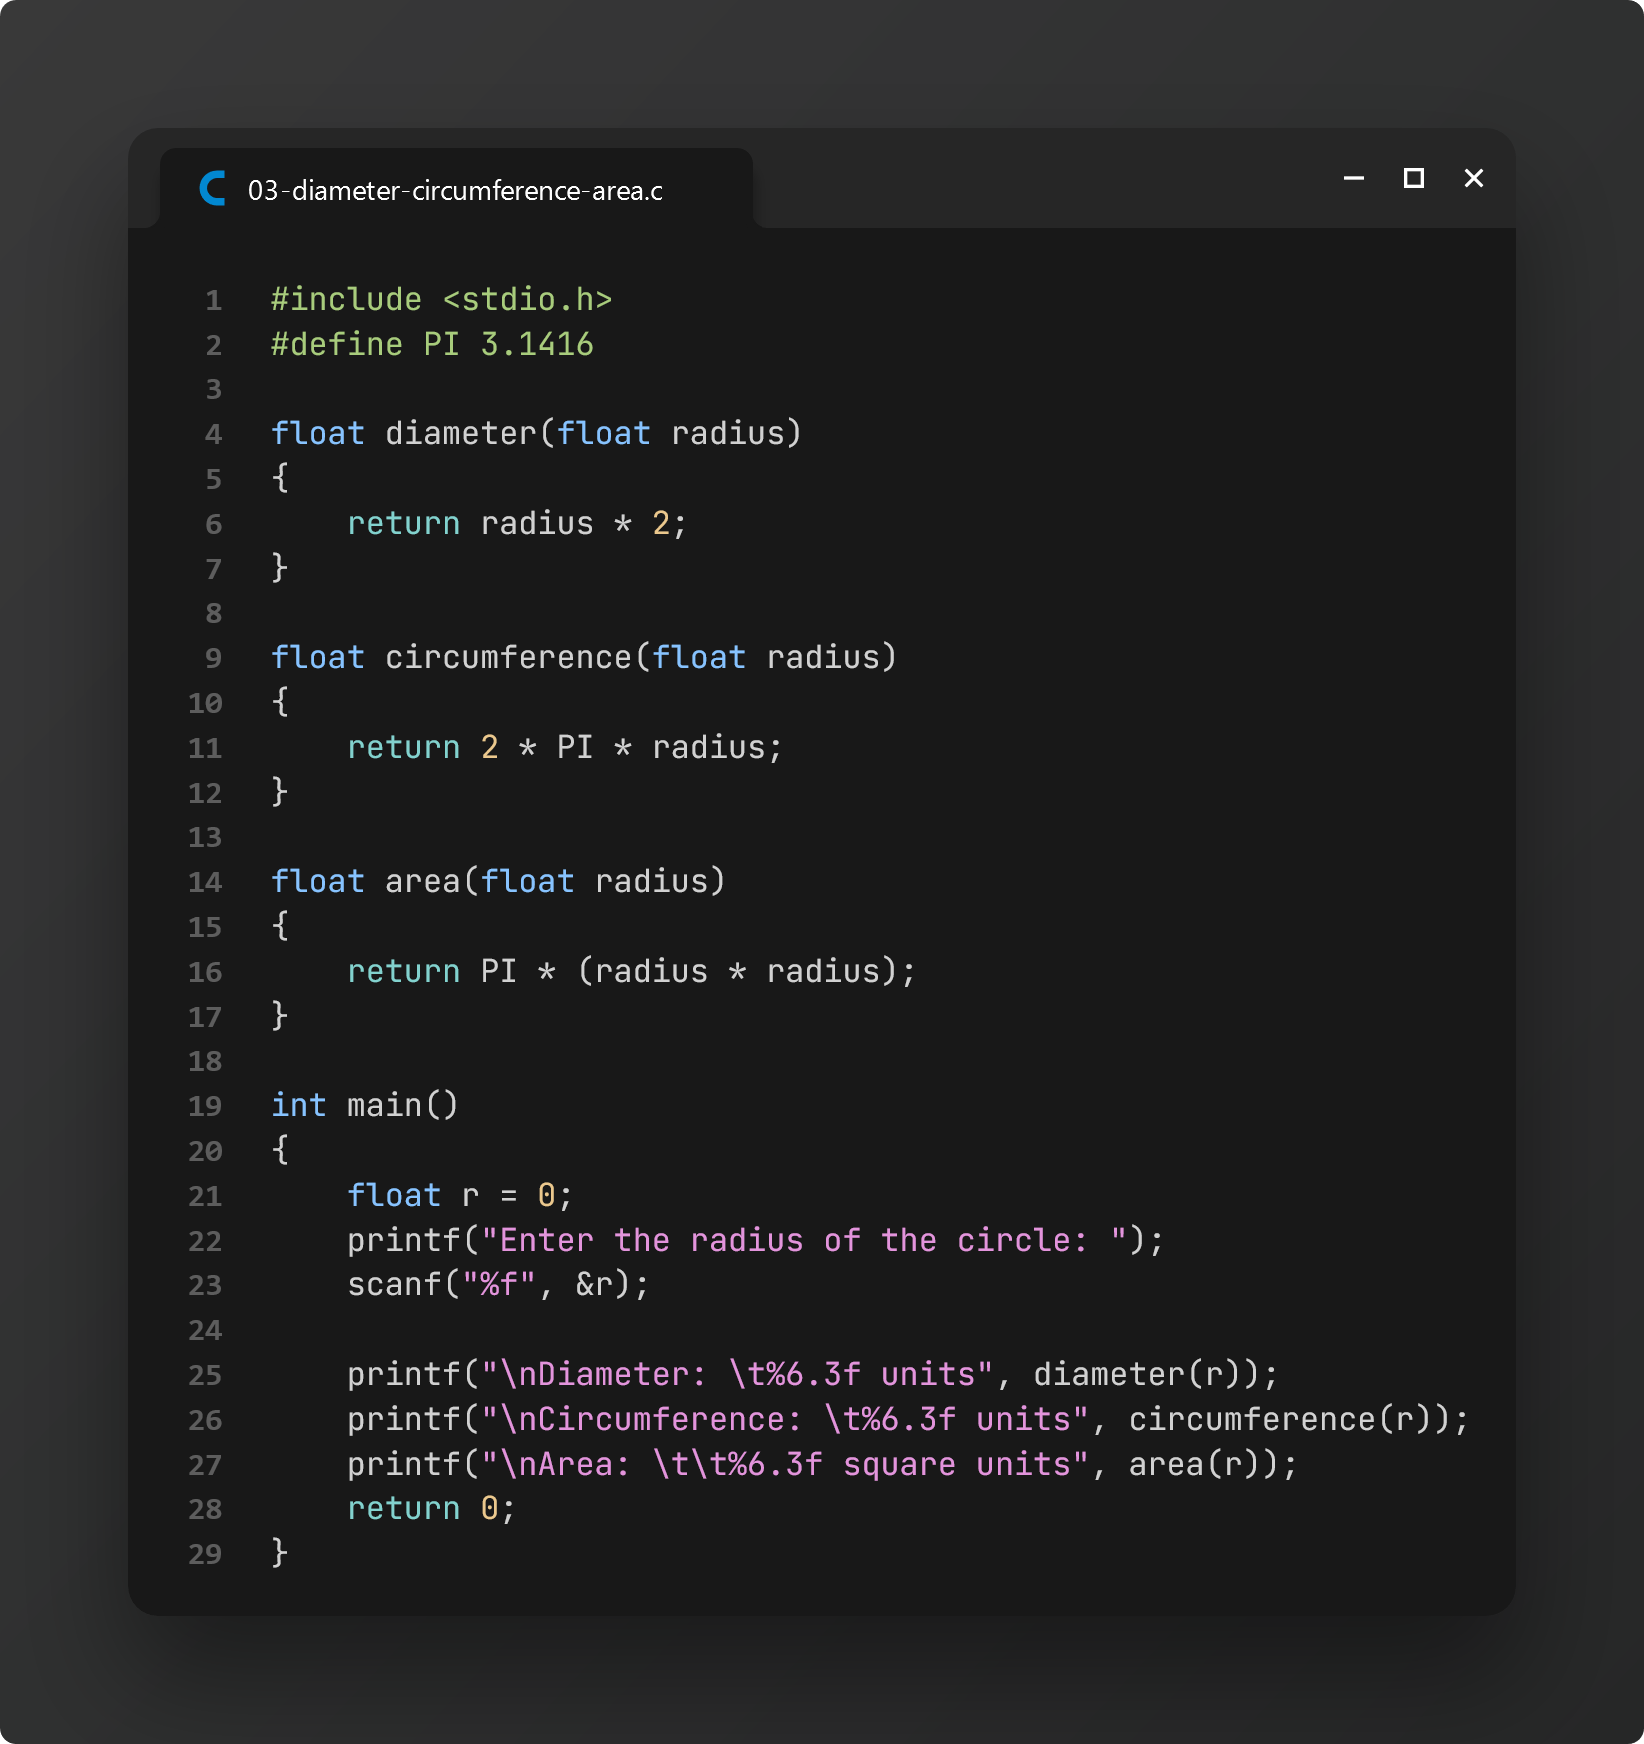 03-diameter-circumference-area.c
1 #include <stdio.h>
2 #define PI 3.1416
3
4 float diameter(float radius)
5 {
6     return radius * 2;
7 }
8
9 float circumference(float radius)
10 {
11     return 2 * PI * radius;
12 }
13
14 float area(float radius)
15 {
16     return PI * (radius * radius);
17 }
18
19 int main()
20 {
21     float r = 0;
22     printf("Enter the radius of the circle: ");
23     scanf("%f", &r);
24
25     printf("\nDiameter: \t%6.3f units", diameter(r));
26     printf("\nCircumference: \t%6.3f units", circumference(r));
27     printf("\nArea: \t\t%6.3f square units", area(r));
28     return 0;
29 }